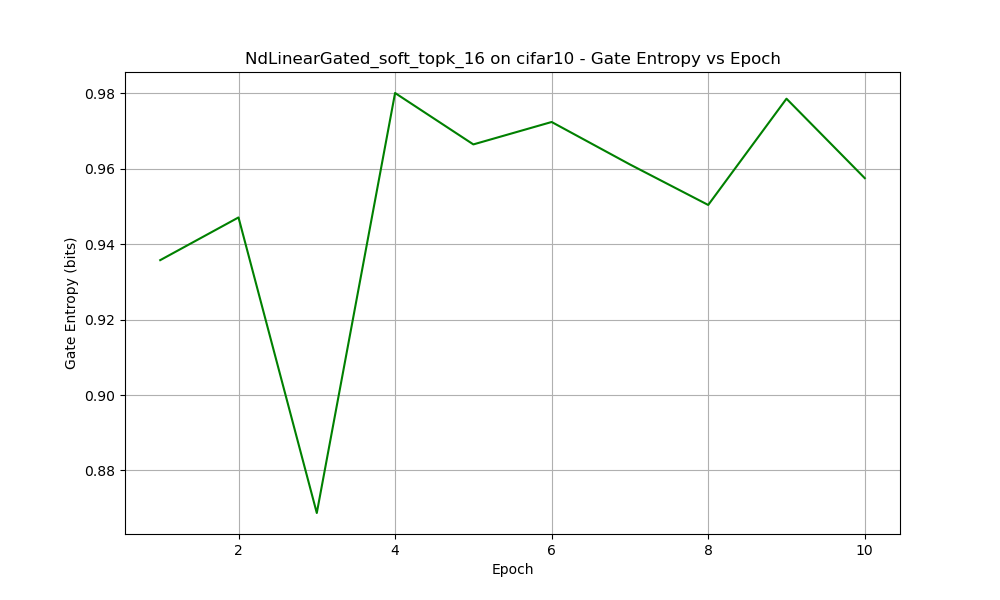 NdLinearGated_soft_topk_16 on cifar10 - Gate Entropy vs Epoch
Gate Entropy (bits)
0.98
0.96
0.94
0.92
0.90
0.88
2 4 6 8 10
Epoch